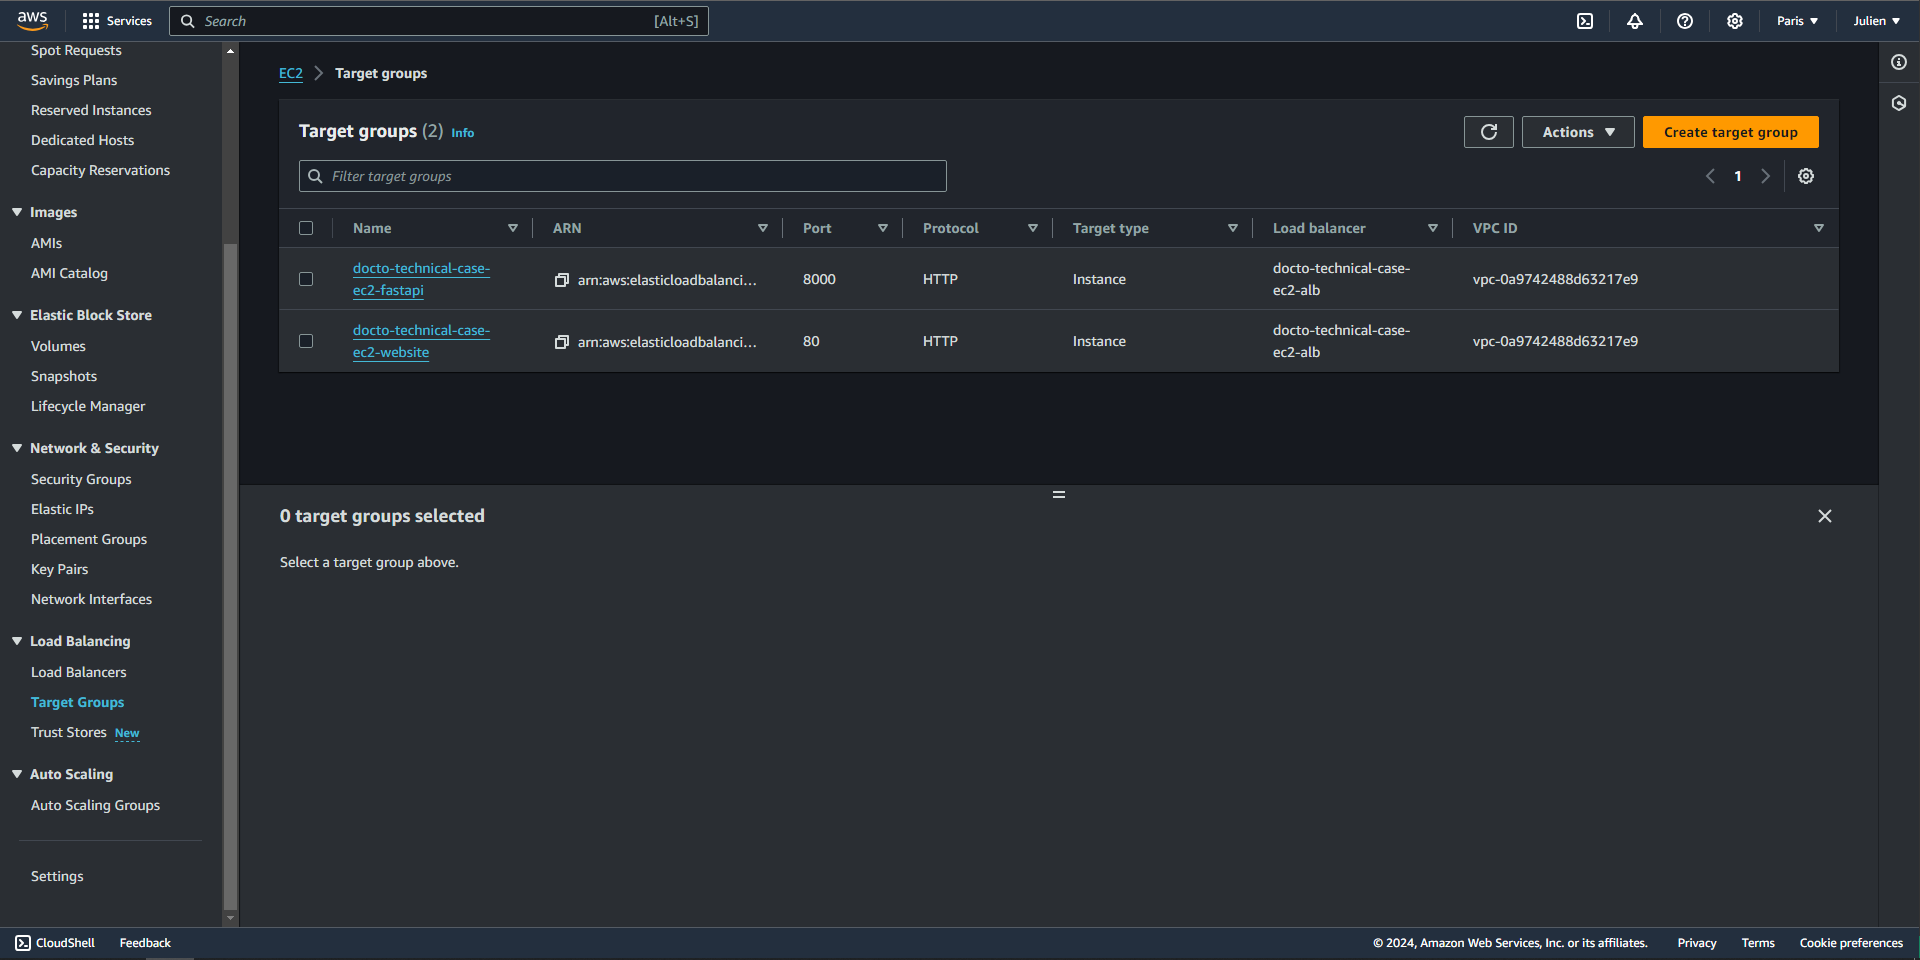 aws
Services
Search
[Alt+S]
Paris
Julien
Spot Requests
Savings Plans
Reserved Instances
Dedicated Hosts
Capacity Reservations
Images
AMIs
AMI Catalog
Elastic Block Store
Volumes
Snapshots
Lifecycle Manager
Network & Security
Security Groups
Elastic IPs
Placement Groups
Key Pairs
Network Interfaces
Load Balancing
Load Balancers
Target Groups
Trust Stores New
Auto Scaling
Auto Scaling Groups
Settings
EC2 Target groups
Target groups (2) Info
Actions
Create target group
Filter target groups
1
Name ARN Port Protocol Target type Load balancer VPC ID
docto-technical-case-
ec2-fastapi
arn:aws:elasticloadbalanci...
8000
HTTP
Instance
docto-technical-case-
ec2-alb
vpc-0a9742488d63217e9
docto-technical-case-
ec2-website
arn:aws:elasticloadbalanci...
80
HTTP
Instance
docto-technical-case-
ec2-alb
vpc-0a9742488d63217e9
0 target groups selected
Select a target group above.
CloudShell Feedback
© 2024, Amazon Web Services, Inc. or its affiliates. Privacy Terms Cookie preferences